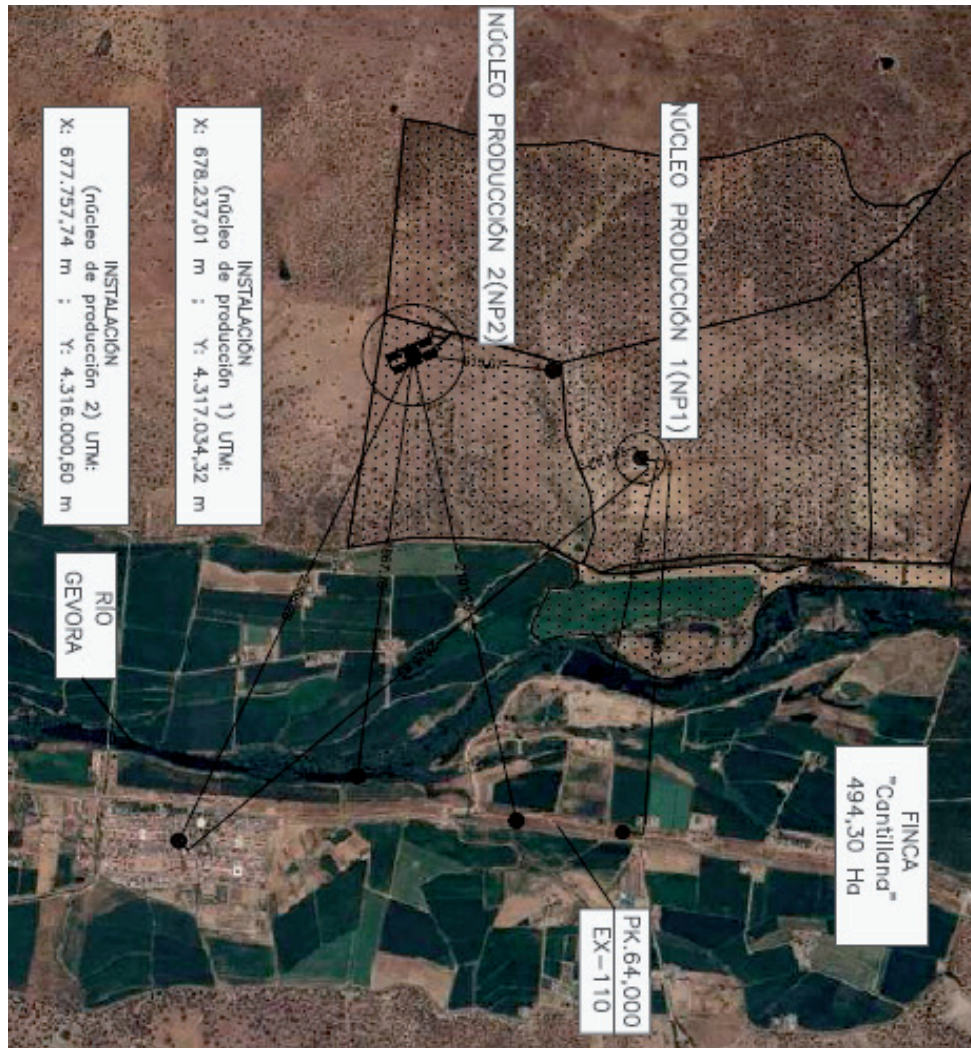 NÚCLEO PRODUCCIÓN 2(NP2)
NÚCLEO PRODUCCIÓN 1(NP1)
INSTALACIÓN
(núcleo de producción 1) UTM:
X: 678.237,01 m ; Y: 4.317.034,32 m
INSTALACIÓN
(núcleo de producción 2) UTM:
X: 677.757,74 m ; Y: 4.316.000,60 m
RÍO
GEVORA
FINCA
"Cantillana"
494,30 Ha
PK.64,000
EX-110